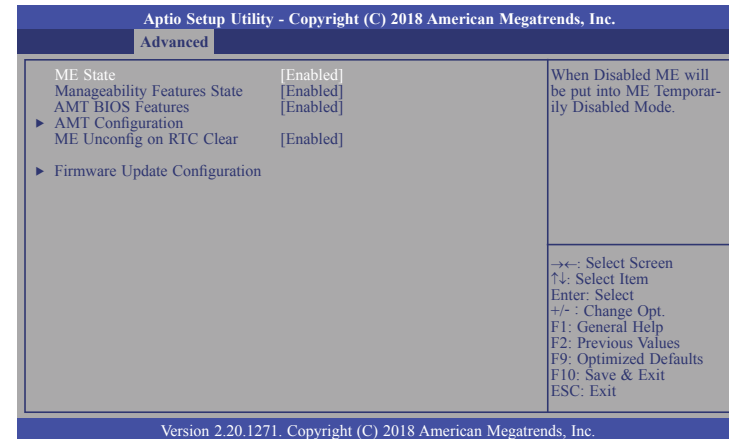 Aptio Setup Utility - Copyright (C) 2018 American Megatrends, Inc.
Advanced
ME State [Enabled]
Manageability Features State [Enabled]
AMT BIOS Features [Enabled]
► AMT Configuration
ME Unconfig on RTC Clear [Enabled]
► Firmware Update Configuration
When Disabled ME will
be put into ME Temporar-
ily Disabled Mode.
→←: Select Screen
↑↓: Select Item
Enter: Select
+/- : Change Opt.
F1: General Help
F2: Previous Values
F9: Optimized Defaults
F10: Save & Exit
ESC: Exit
Version 2.20.1271. Copyright (C) 2018 American Megatrends, Inc.